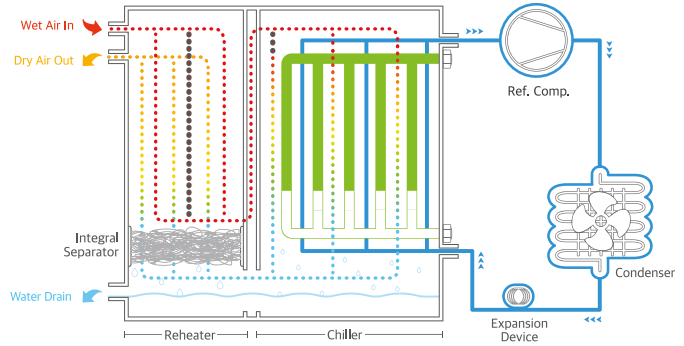 Wet Air In
Dry Air Out
Ref. Comp.
Integral
Separator
Condenser
Water Drain
Expansion
Device
Reheater
Chiller